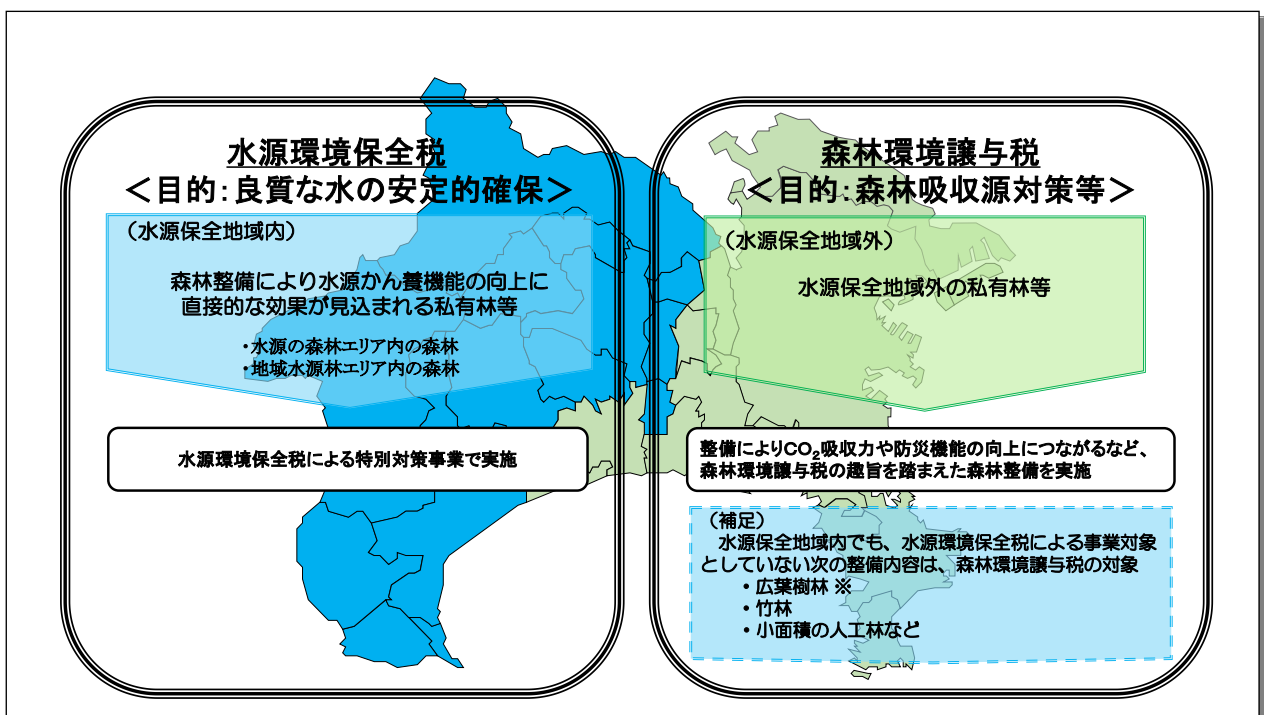 水源環境保全税
＜目的：良質な水の安定的確保＞
（水源保全地域内）
森林整備により水源かん養機能の向上に
直接的な効果が見込まれる私有林等
・水源の森林エリア内の森林
・地域水源林エリア内の森林
水源環境保全税による特別対策事業で実施
森林環境譲与税
＜目的：森林吸収源対策等＞
（水源保全地域外）
水源保全地域外の私有林等
整備によりCO₂吸収力や防災機能の向上につながるなど、
森林環境譲与税の趣旨を踏まえた森林整備を実施
（補足）
水源保全地域内でも、水源環境保全税による事業対象
としていない次の整備内容は、森林環境譲与税の対象
・広葉樹林 ※
・竹林
・小面積の人工林など